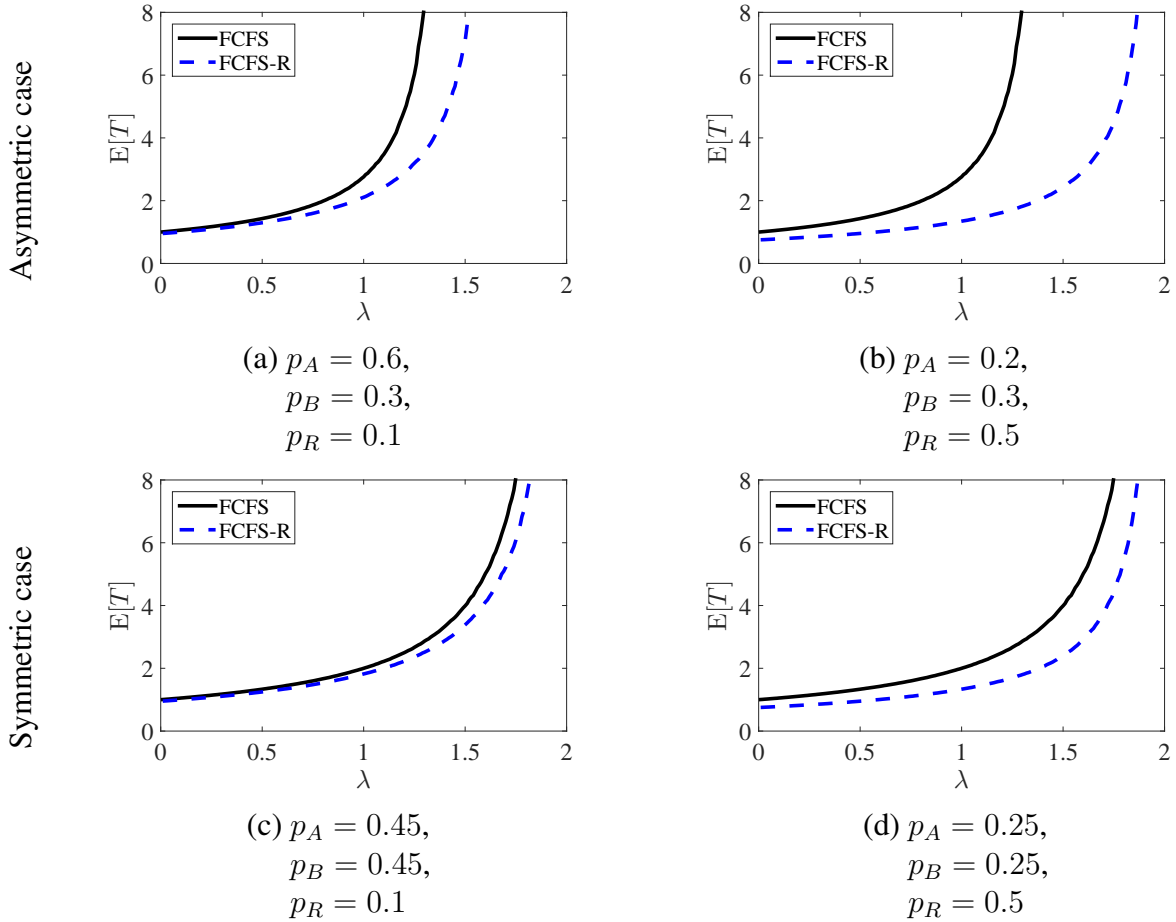 Asymmetric case
8
6
4
2
0
E[T]
FCFS
FCFS-R
0 0.5 1 1.5 2
λ
(a) p_A = 0.6,
p_B = 0.3,
p_R = 0.1
8
6
4
2
0
E[T]
FCFS
FCFS-R
0 0.5 1 1.5 2
λ
(b) p_A = 0.2,
p_B = 0.3,
p_R = 0.5
Symmetric case
8
6
4
2
0
E[T]
FCFS
FCFS-R
0 0.5 1 1.5 2
λ
(c) p_A = 0.45,
p_B = 0.45,
p_R = 0.1
8
6
4
2
0
E[T]
FCFS
FCFS-R
0 0.5 1 1.5 2
λ
(d) p_A = 0.25,
p_B = 0.25,
p_R = 0.5